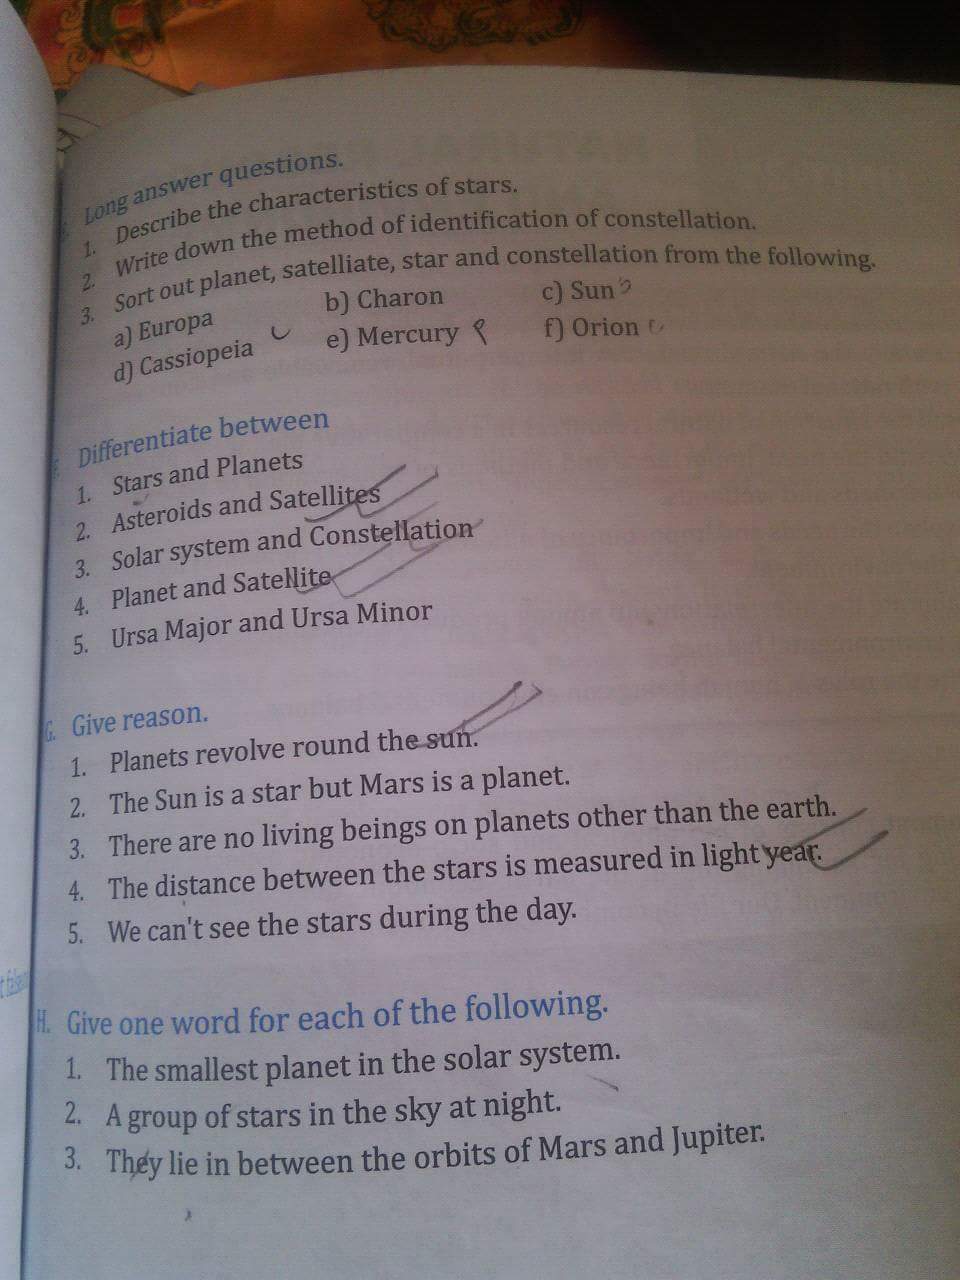 Long answer questions.
1. Describe the characteristics of stars.
2. Write down the method of identification of constellation.
3. Sort out planet, satelliate, star and constellation from the following.
a) Europa b) Charon c) Sun
d) Cassiopeia e) Mercury f) Orion
Differentiate between
1. Stars and Planets
2. Asteroids and Satellites
3. Solar system and Constellation
4. Planet and Satellite
5. Ursa Major and Ursa Minor
G. Give reason.
1. Planets revolve round the sun.
2. The Sun is a star but Mars is a planet.
3. There are no living beings on planets other than the earth.
4. The distance between the stars is measured in light year.
5. We can't see the stars during the day.
H. Give one word for each of the following.
1. The smallest planet in the solar system.
2. A group of stars in the sky at night.
3. They lie in between the orbits of Mars and Jupiter.